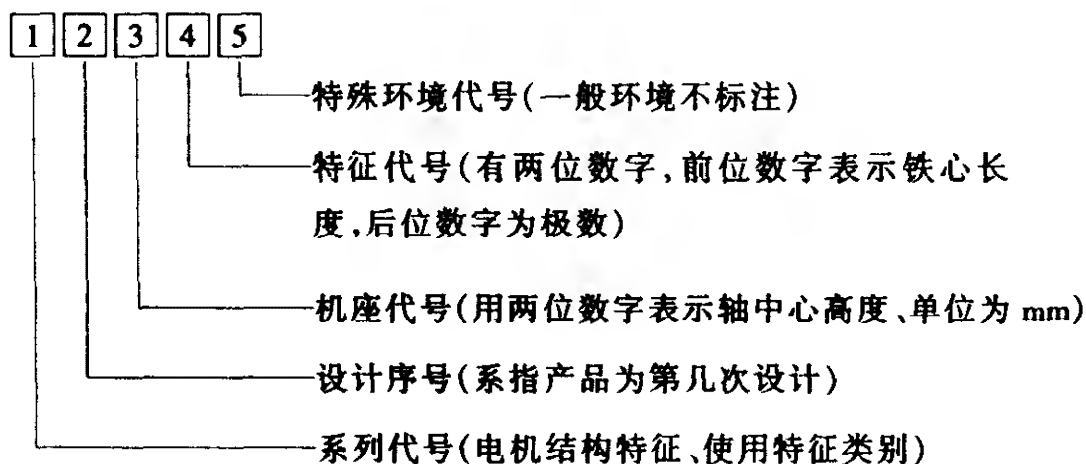 1 2 3 4 5
特殊环境代号(一般环境不标注)
特征代号(有两位数字,前位数字表示铁心长
度,后位数字为极数)
机座代号(用两位数字表示轴中心高度、单位为 mm)
设计序号(系指产品为第几次设计)
系列代号(电机结构特征、使用特征类别)